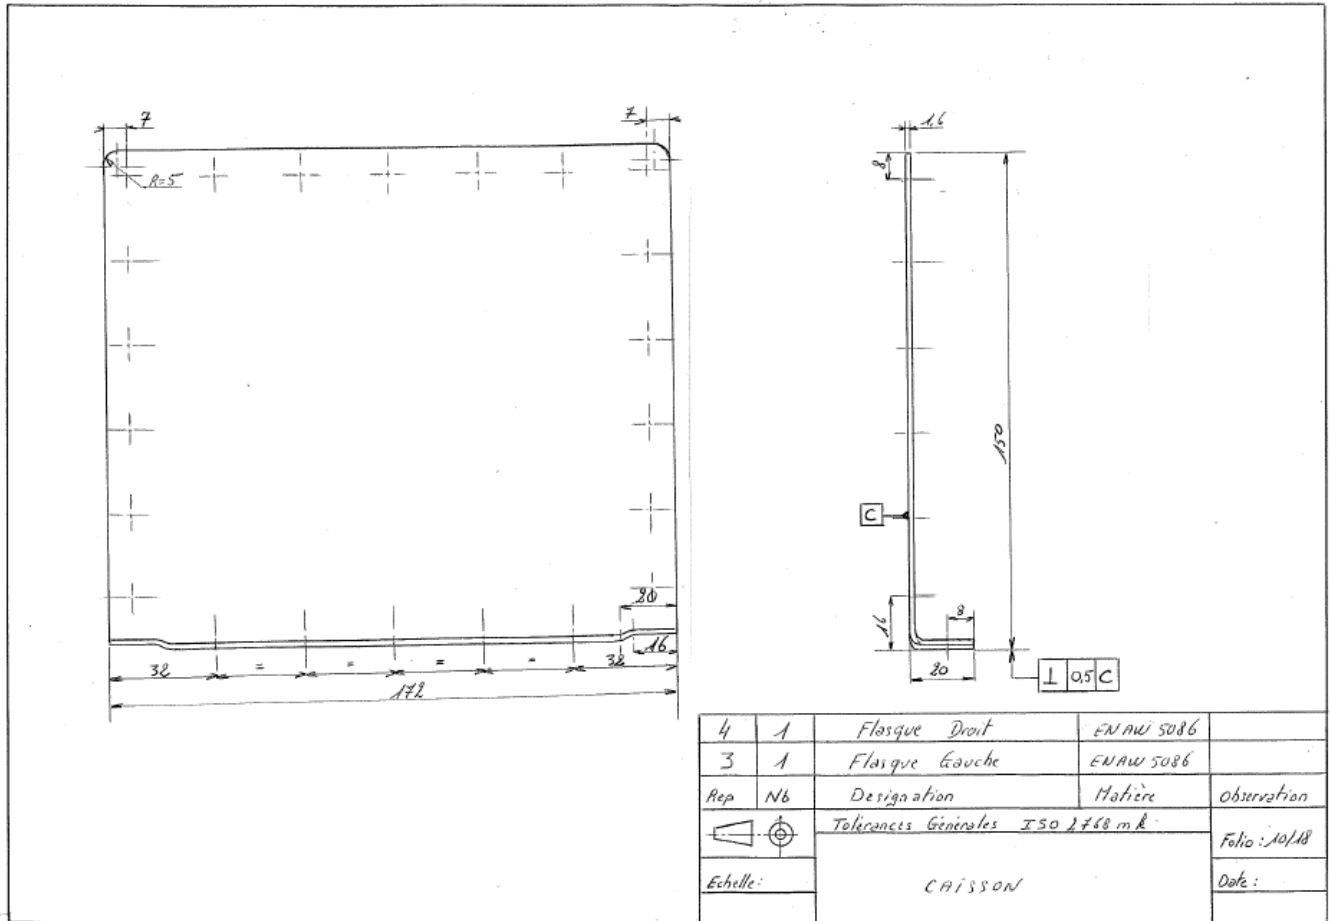 7
7
R=5
1,6
8
150
C
16
8
20
⊥ 0,5 C
20
16
32 = = = = 32
172
4 1 Flasque Droit EN AW 5086
3 1 Flasque Gauche EN AW 5086
Rep Nb Designation Matière Observation
Tolérances Générales ISO 2768 mk
Folio : 10/18
Echelle:
CAISSON
Date :